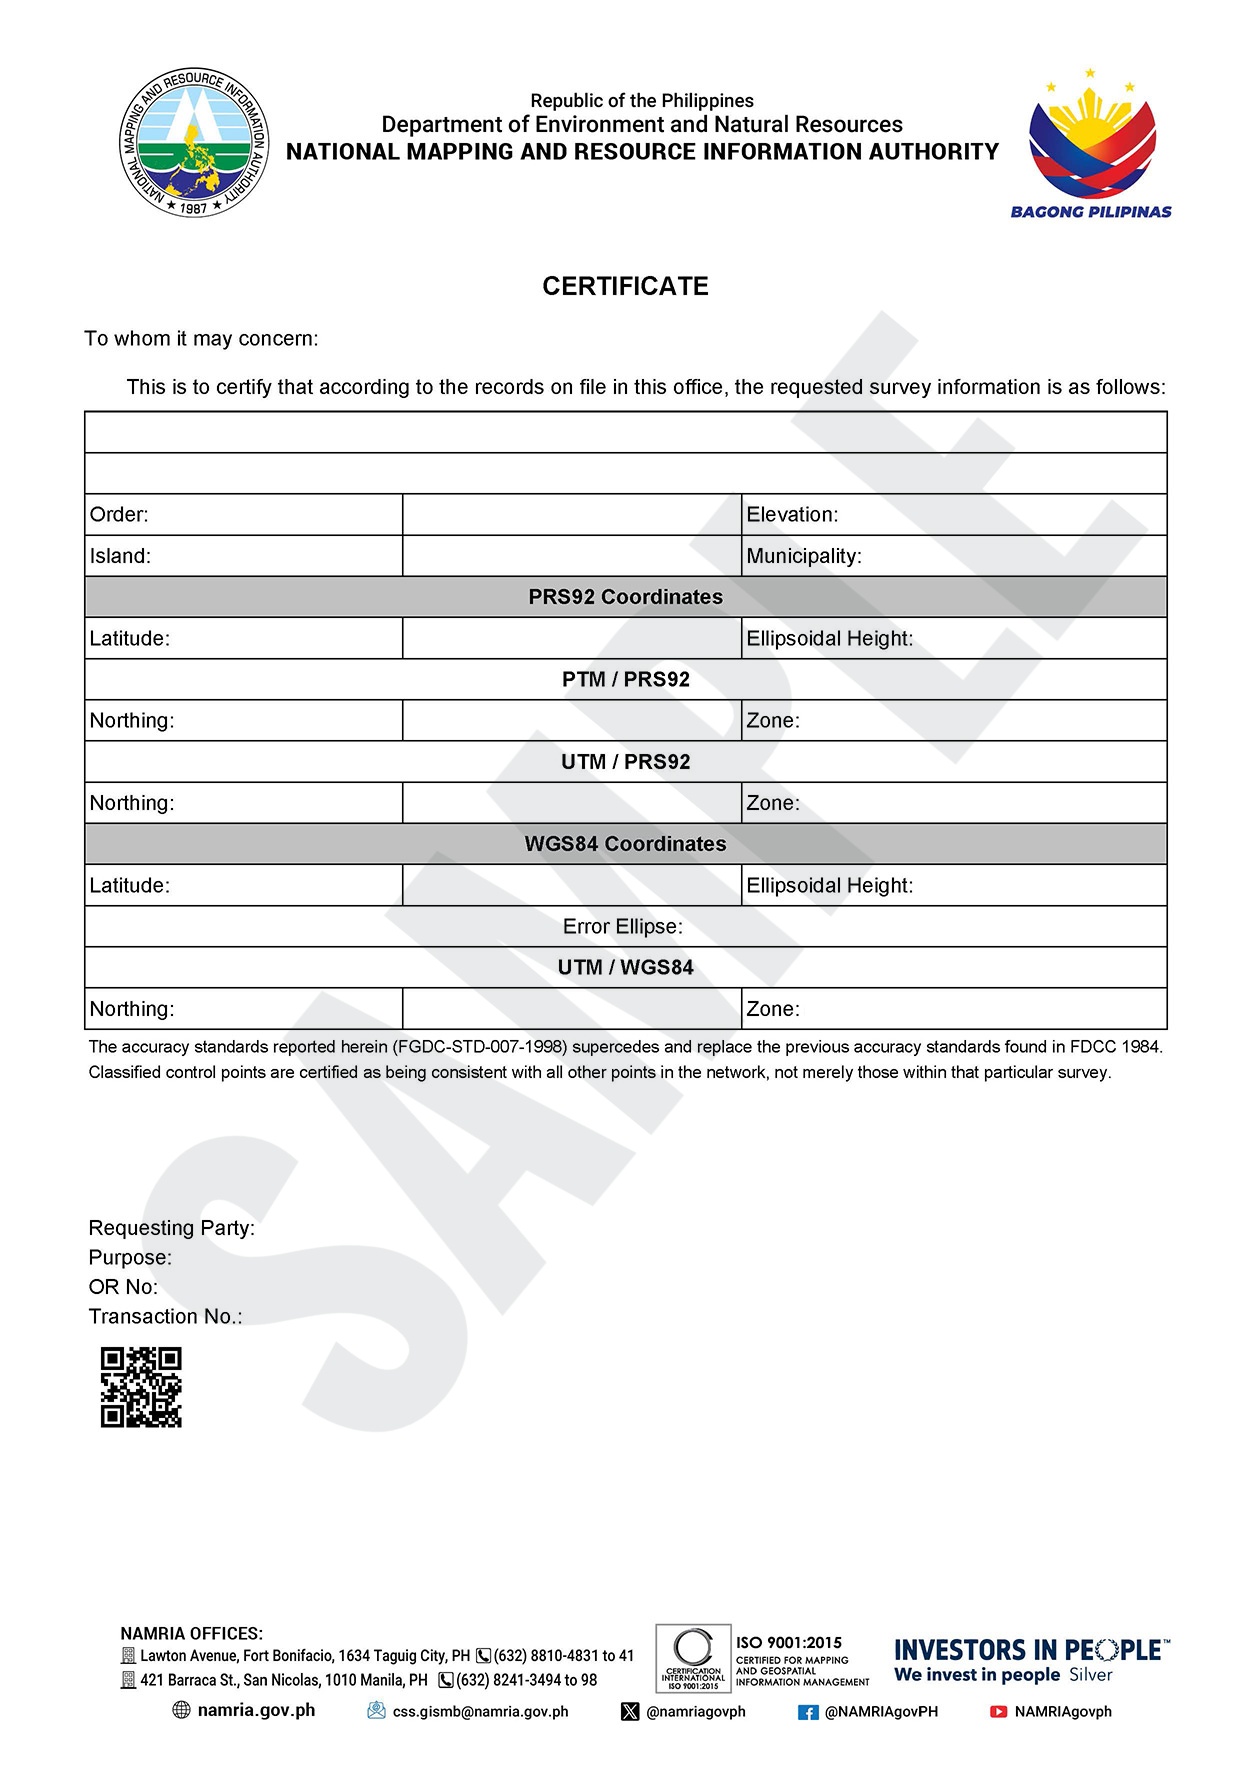 NATIONAL MAPPING AND RESOURCE INFORMATION AUTHORITY
★ 1987 ★
Republic of the Philippines
Department of Environment and Natural Resources
NATIONAL MAPPING AND RESOURCE INFORMATION AUTHORITY
BAGONG PILIPINAS
CERTIFICATE
To whom it may concern:
This is to certify that according to the records on file in this office, the requested survey information is as follows:
Order: Elevation:
Island: Municipality:
PRS92 Coordinates
Latitude: Ellipsoidal Height:
PTM / PRS92
Northing: Zone:
UTM / PRS92
Northing: Zone:
WGS84 Coordinates
Latitude: Ellipsoidal Height:
Error Ellipse:
UTM / WGS84
Northing: Zone:
The accuracy standards reported herein (FGDC-STD-007-1998) supercedes and replace the previous accuracy standards found in FDCC 1984.
Classified control points are certified as being consistent with all other points in the network, not merely those within that particular survey.
SAMPLE
Requesting Party:
Purpose:
OR No:
Transaction No.:
NAMRIA OFFICES:
Lawton Avenue, Fort Bonifacio, 1634 Taguig City, PH (632) 8810-4831 to 41
421 Barraca St., San Nicolas, 1010 Manila, PH (632) 8241-3494 to 98
CERTIFICATION
INTERNATIONAL
ISO 9001:2015
ISO 9001:2015
CERTIFIED FOR MAPPING
AND GEOSPATIAL
INFORMATION MANAGEMENT
INVESTORS IN PEOPLE™
We invest in people Silver
namria.gov.ph css.gismb@namria.gov.ph @namriagovph @NAMRIAgovPH NAMRIAgovph